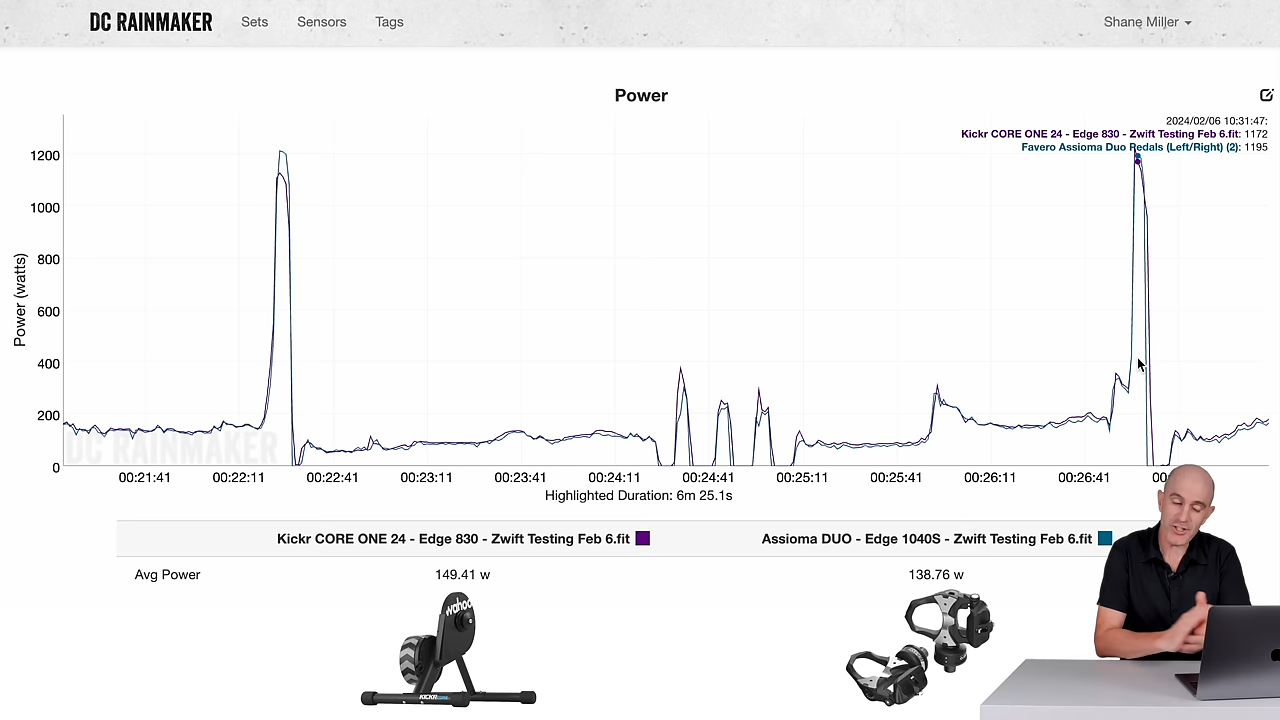 DC RAINMAKER
Sets
Sensors
Tags
Shane Miller
Power
2024/02/06 10:31:47:
Kickr CORE ONE 24 - Edge 830 - Zwift Testing Feb 6.fit: 1172
Favero Assioma Duo Pedals (Left/Right) (2): 1195
Power (watts)
1200
1000
800
600
400
200
0
DC RAINMAKER
00:21:41
00:22:11
00:22:41
00:23:11
00:23:41
00:24:11
00:24:41
00:25:11
00:25:41
00:26:11
00:26:41
Highlighted Duration: 6m 25.1s
Kickr CORE ONE 24 - Edge 830 - Zwift Testing Feb 6.fit
Assioma DUO - Edge 1040S - Zwift Testing Feb 6.fit
Avg Power
149.41 w
138.76 w
wahoo
KICKR CORE